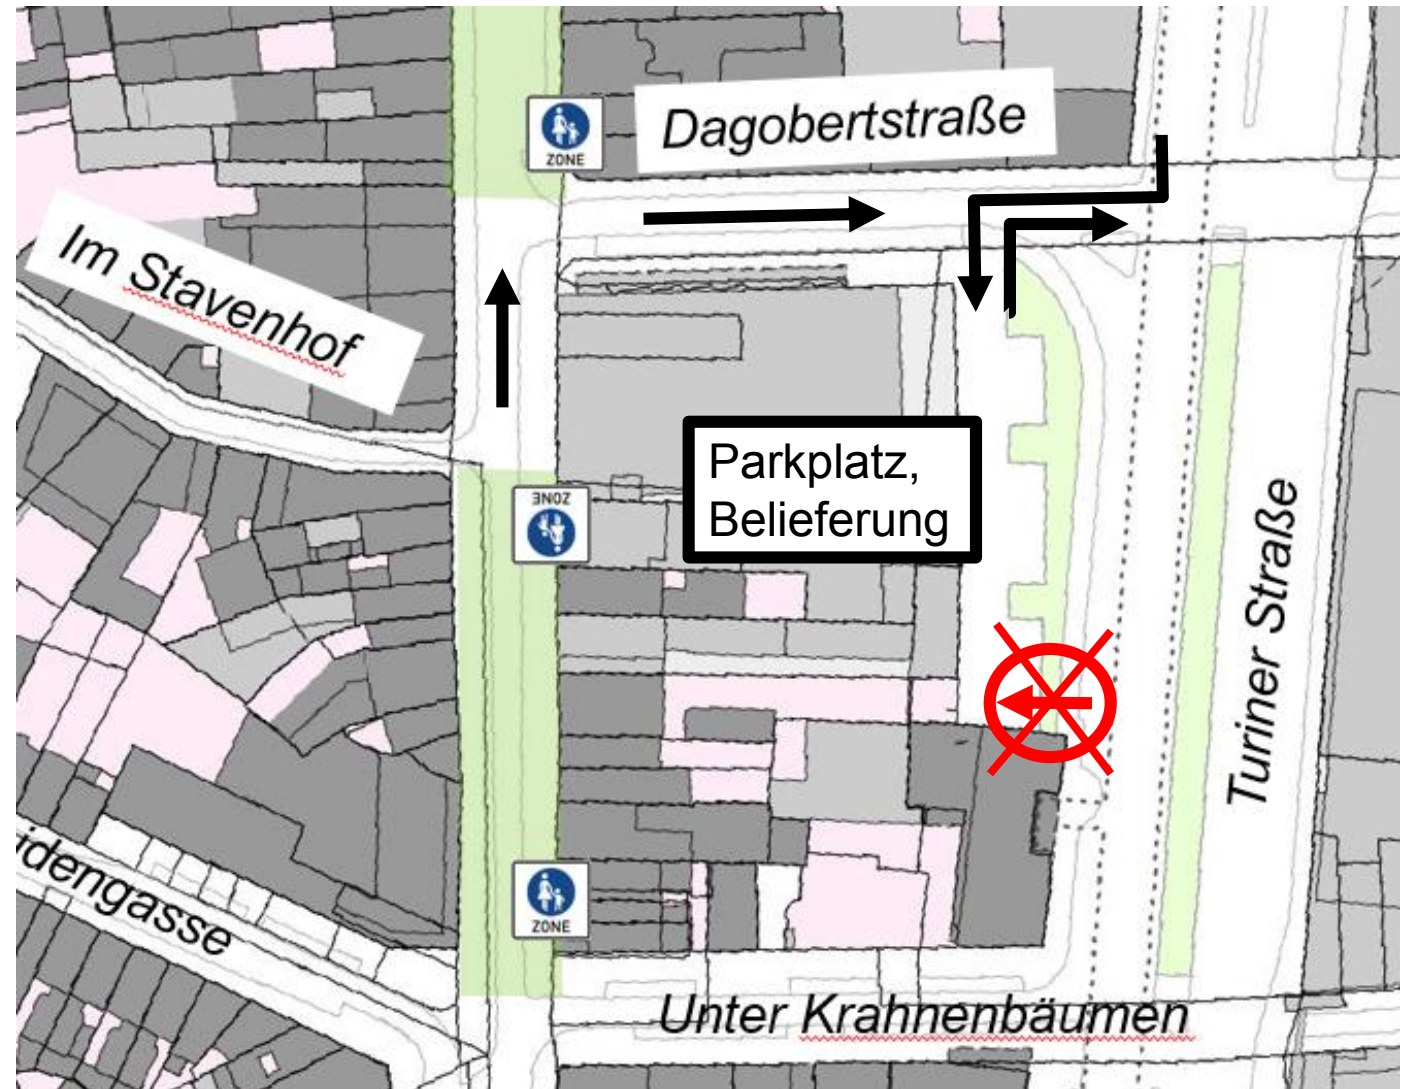 Dagobertstraße
ZONE
Im Stavenhof
Parkplatz,
Belieferung
ZONE
Turiner Straße
idengasse
ZONE
Unter Krahnenbäumen